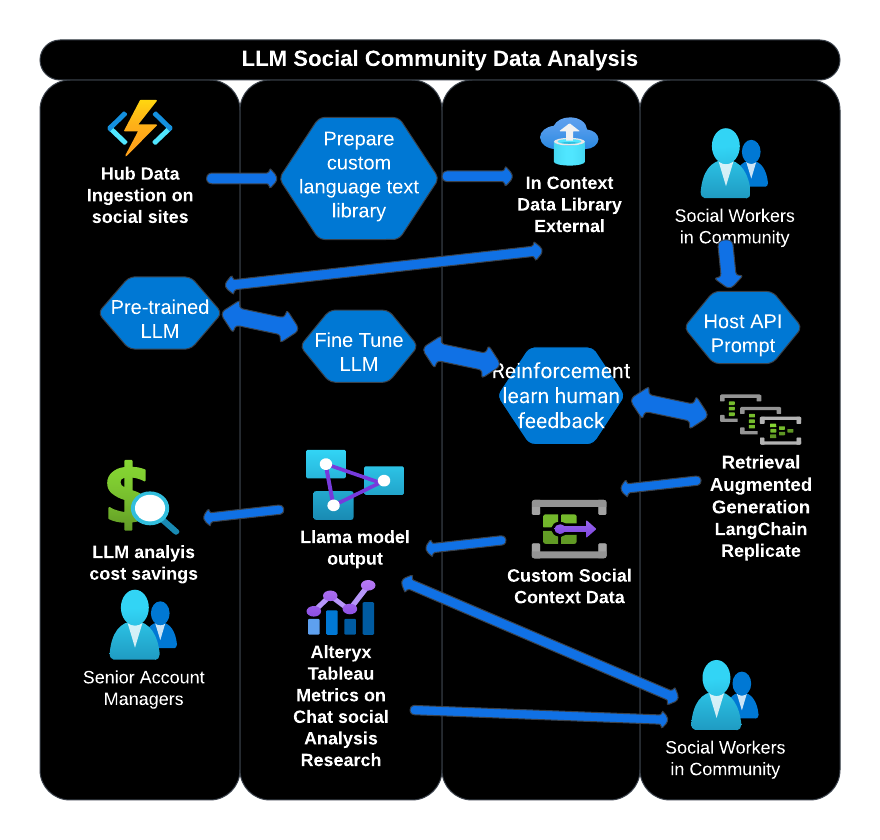 LLM Social Community Data Analysis
Hub Data
Ingestion on
social sites
Prepare
custom
language text
library
In Context
Data Library
External
Social Workers
in Community
Pre-trained
LLM
Fine Tune
LLM
Reinforcement
learn human
feedback
Host API
Prompt
Retrieval
Augmented
Generation
LangChain
Replicate
LLM analyis
cost savings
Llama model
output
Custom Social
Context Data
Senior Account
Managers
Alteryx
Tableau
Metrics on
Chat social
Analysis
Research
Social Workers
in Community